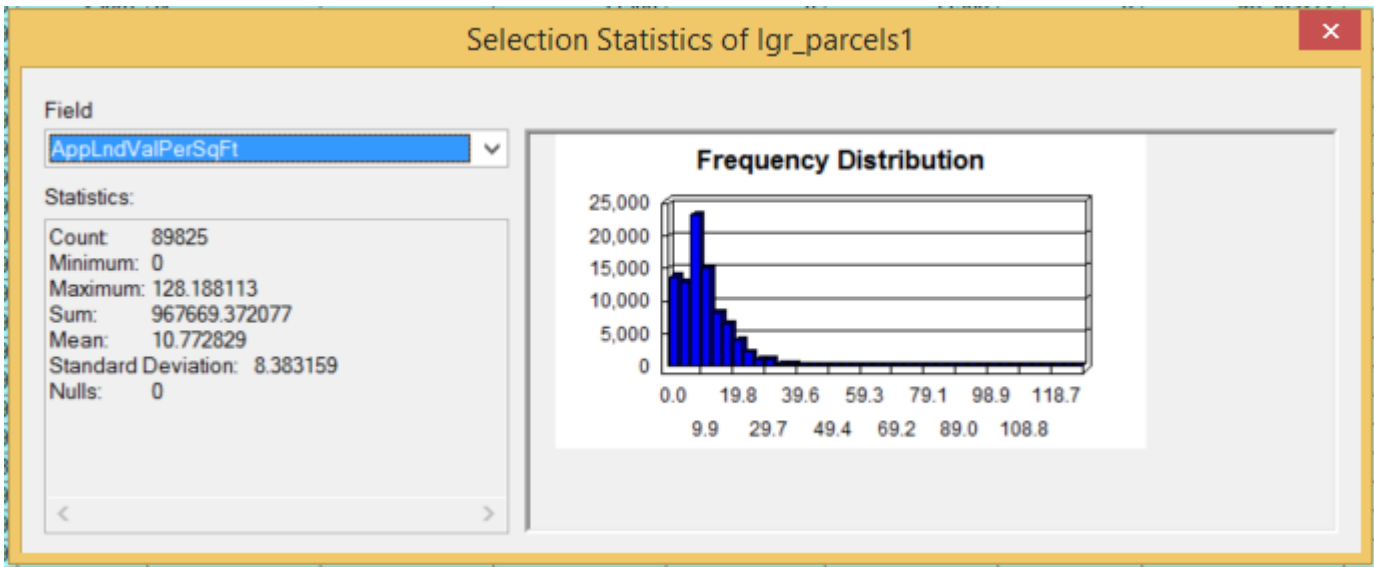 Selection Statistics of lgr_parcels1
Field
AppLndValPerSqFt
Statistics:
Count: 89825
Minimum: 0
Maximum: 128.188113
Sum: 967669.372077
Mean: 10.772829
Standard Deviation: 8.383159
Nulls: 0
Frequency Distribution
25,000
20,000
15,000
10,000
5,000
0
0.0 19.8 39.6 59.3 79.1 98.9 118.7
9.9 29.7 49.4 69.2 89.0 108.8